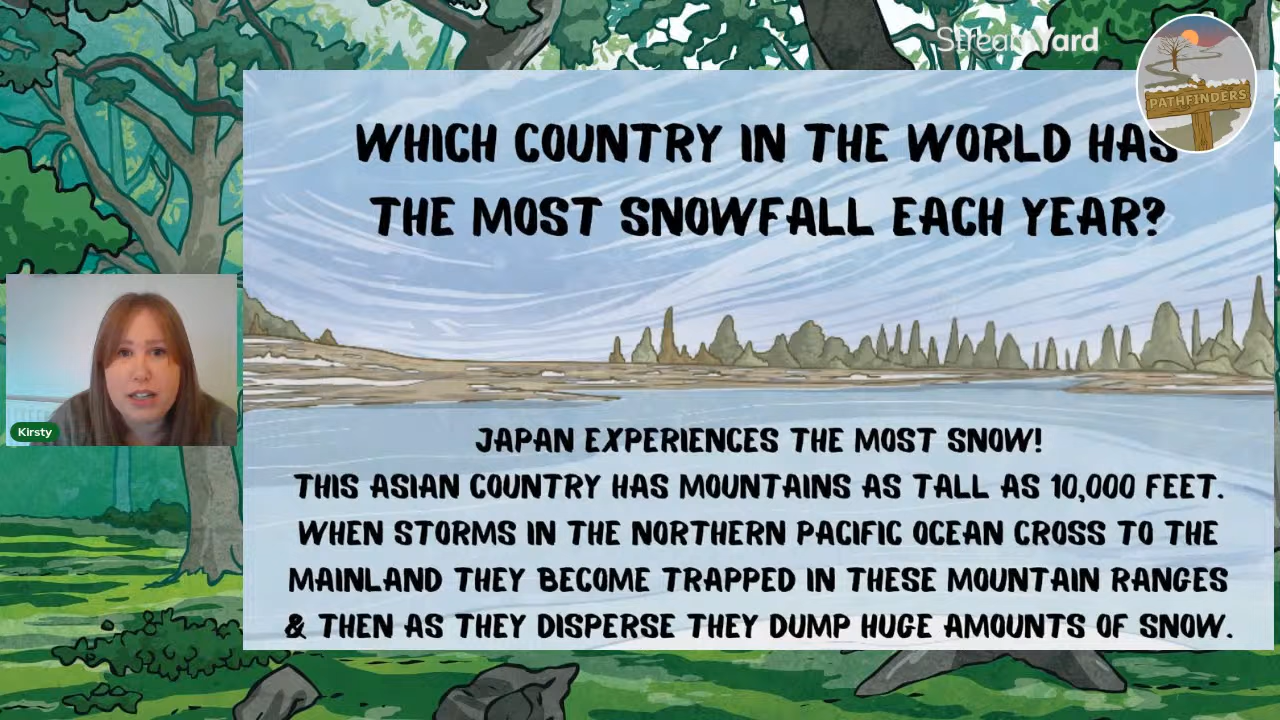 StreamYard
PATHFINDERS
WHICH COUNTRY IN THE WORLD HAS
THE MOST SNOWFALL EACH YEAR?
Kirsty
JAPAN EXPERIENCES THE MOST SNOW!
THIS ASIAN COUNTRY HAS MOUNTAINS AS TALL AS 10,000 FEET.
WHEN STORMS IN THE NORTHERN PACIFIC OCEAN CROSS TO THE
MAINLAND THEY BECOME TRAPPED IN THESE MOUNTAIN RANGES
& THEN AS THEY DISPERSE THEY DUMP HUGE AMOUNTS OF SNOW.